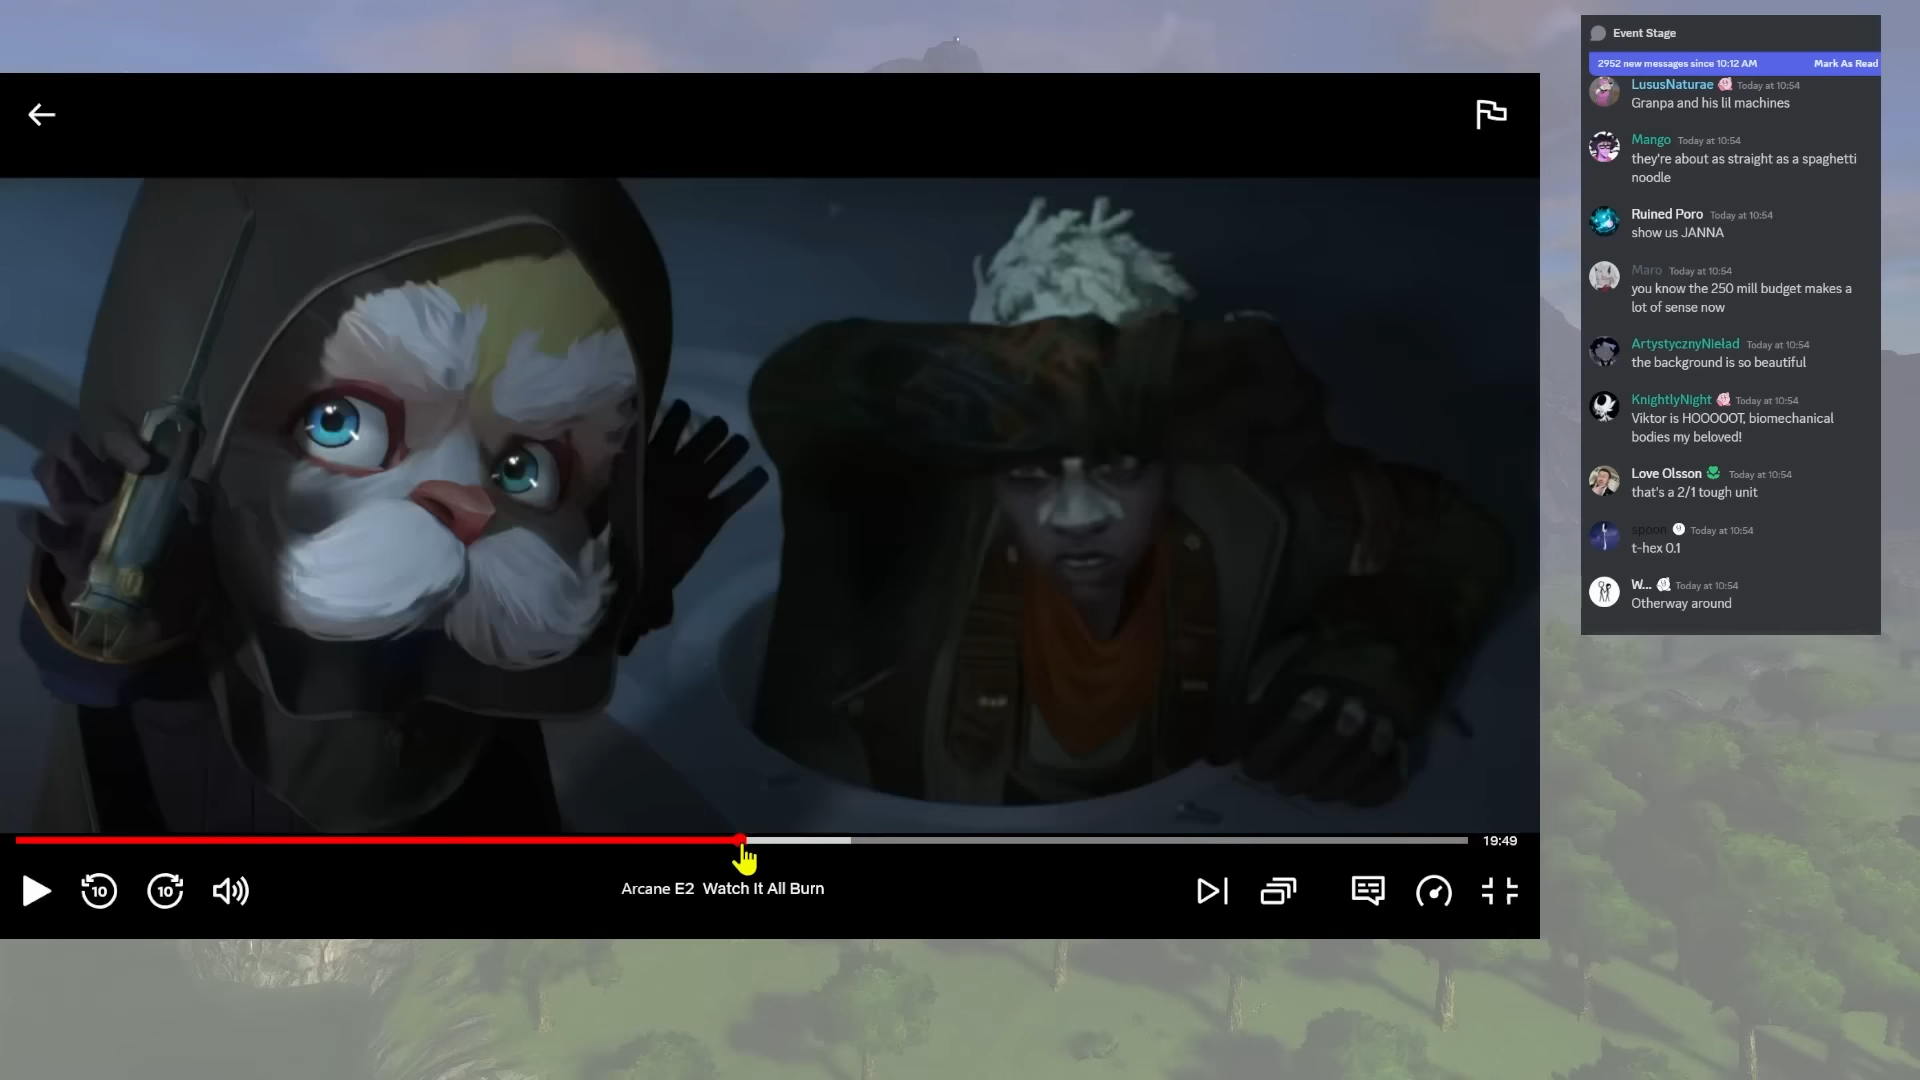 Event Stage
2952 new messages since 10:12 AM Mark As Read
LususNaturae Today at 10:54
Granpa and his lil machines
Mango Today at 10:54
they're about as straight as a spaghetti
noodle
Ruined Poro Today at 10:54
show us JANNA
Maro Today at 10:54
you know the 250 mill budget makes a
lot of sense now
ArtystycznyNieład Today at 10:54
the background is so beautiful
KnightlyNight Today at 10:54
Viktor is HOOOOOT, biomechanical
bodies my beloved!
Love Olsson Today at 10:54
that's a 2/1 tough unit
spoon Today at 10:54
t-hex 0.1
W... Today at 10:54
Otherway around
19:49
10
10
Arcane E2 Watch It All Burn